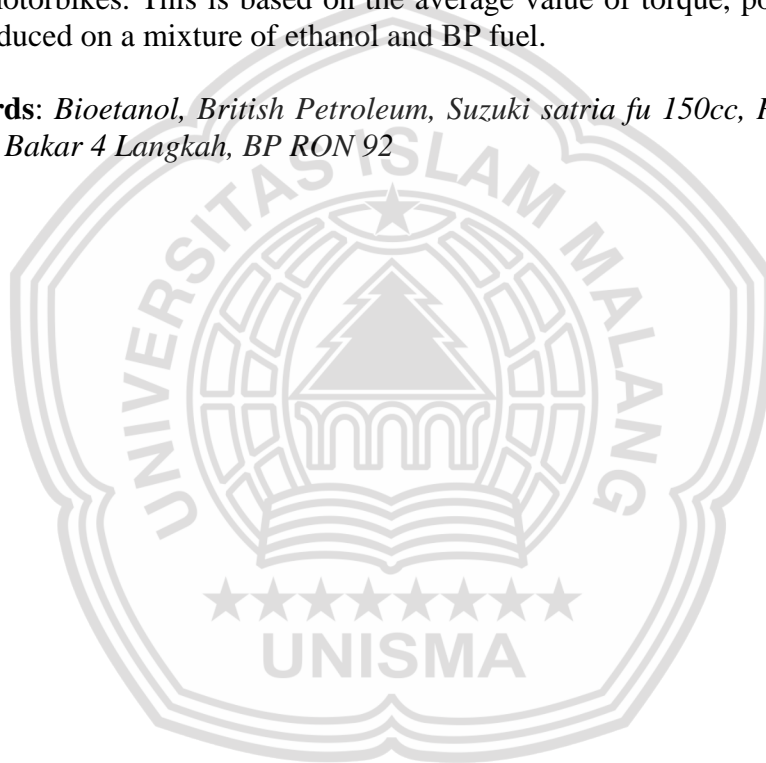 otorbikes. This is based on the average value of torque, po
duced on a mixture of ethanol and BP fuel.
rds: Bioetanol, British Petroleum, Suzuki satria fu 150cc,
Bakar 4 Langkah, BP RON 92
UNIVERSITAS ISLAM MALANG
UNISMA